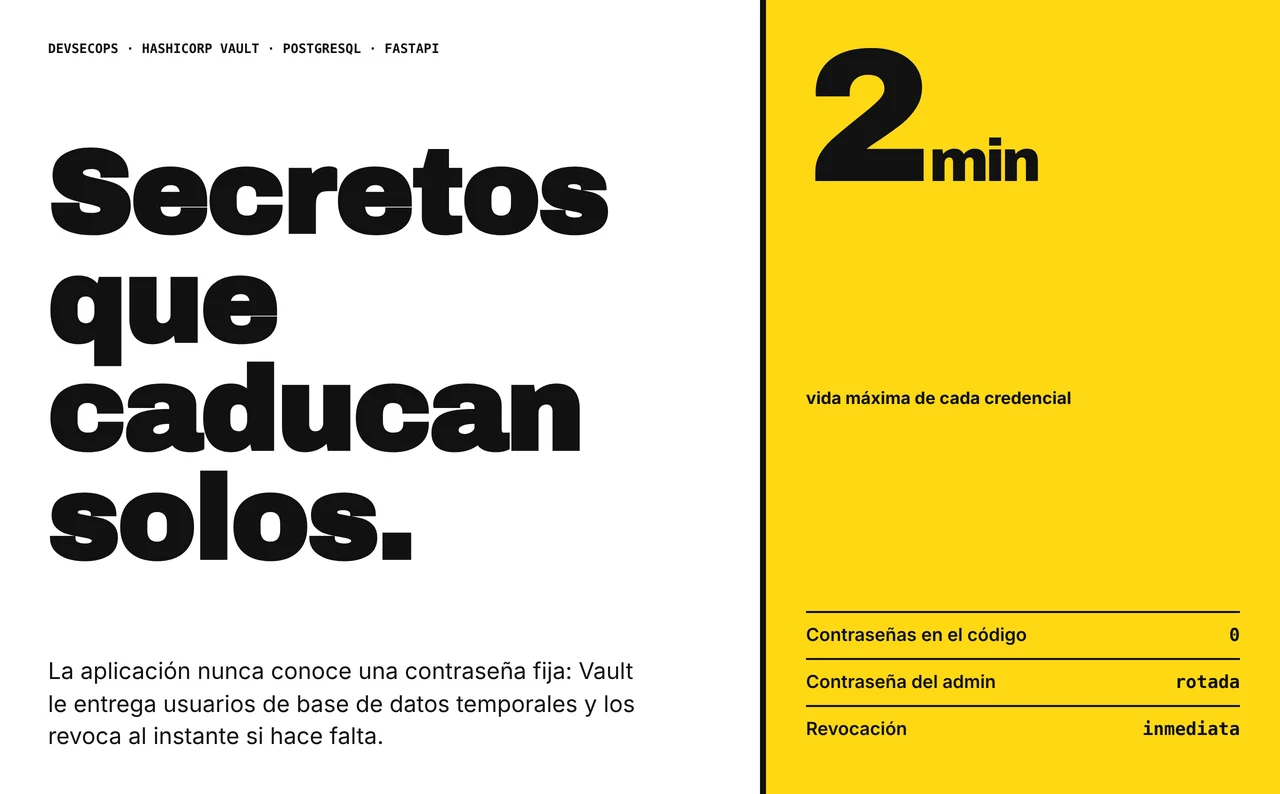 DEVSECOPS · HASHICORP VAULT · POSTGRESQL · FASTAPI
Secretos
que
caducan
solos.
La aplicación nunca conoce una contraseña fija: Vault
le entrega usuarios de base de datos temporales y los
revoca al instante si hace falta.
2min
vida máxima de cada credencial
Contraseñas en el código 0
Contraseña del admin rotada
Revocación inmediata